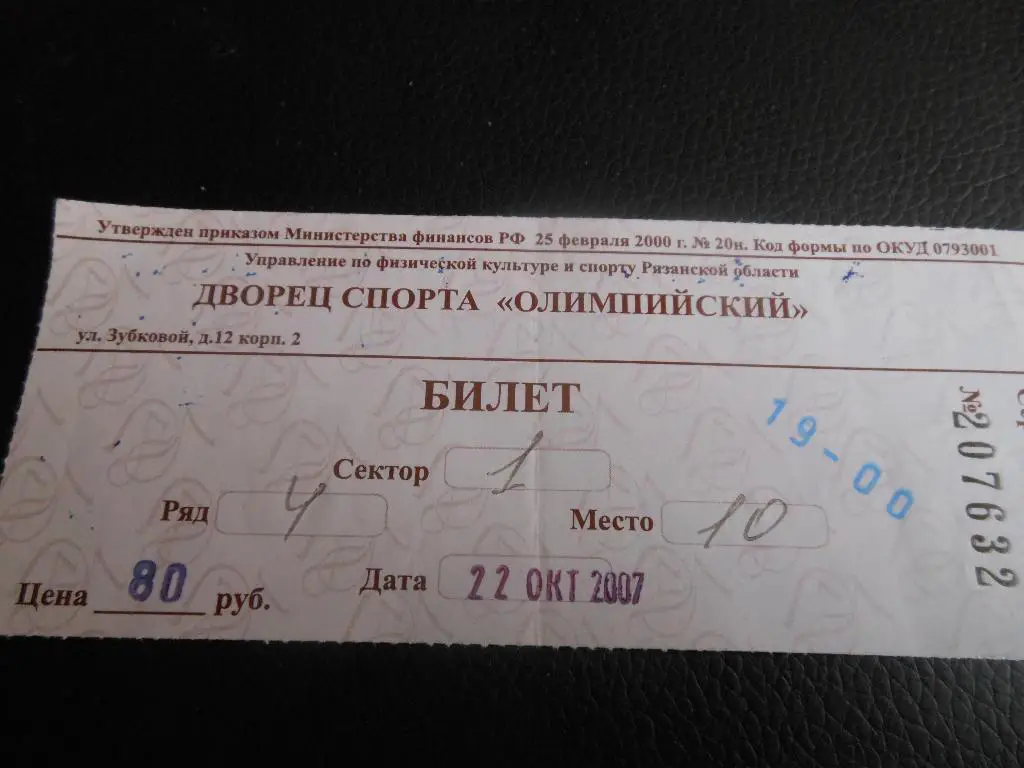 Утвержден приказом Министерства финансов РФ 25 февраля 2000 г. № 20н. Код формы по ОКУД 0793001
Управление по физической культуре и спорту Рязанской области
ДВОРЕЦ СПОРТА «ОЛИМПИЙСКИЙ»
ул. Зубковой, д.12 корп. 2
БИЛЕТ
19-00
Сектор 1
Ряд 4 Место 10
Цена 80 руб. Дата 22 ОКТ 2007
№207632